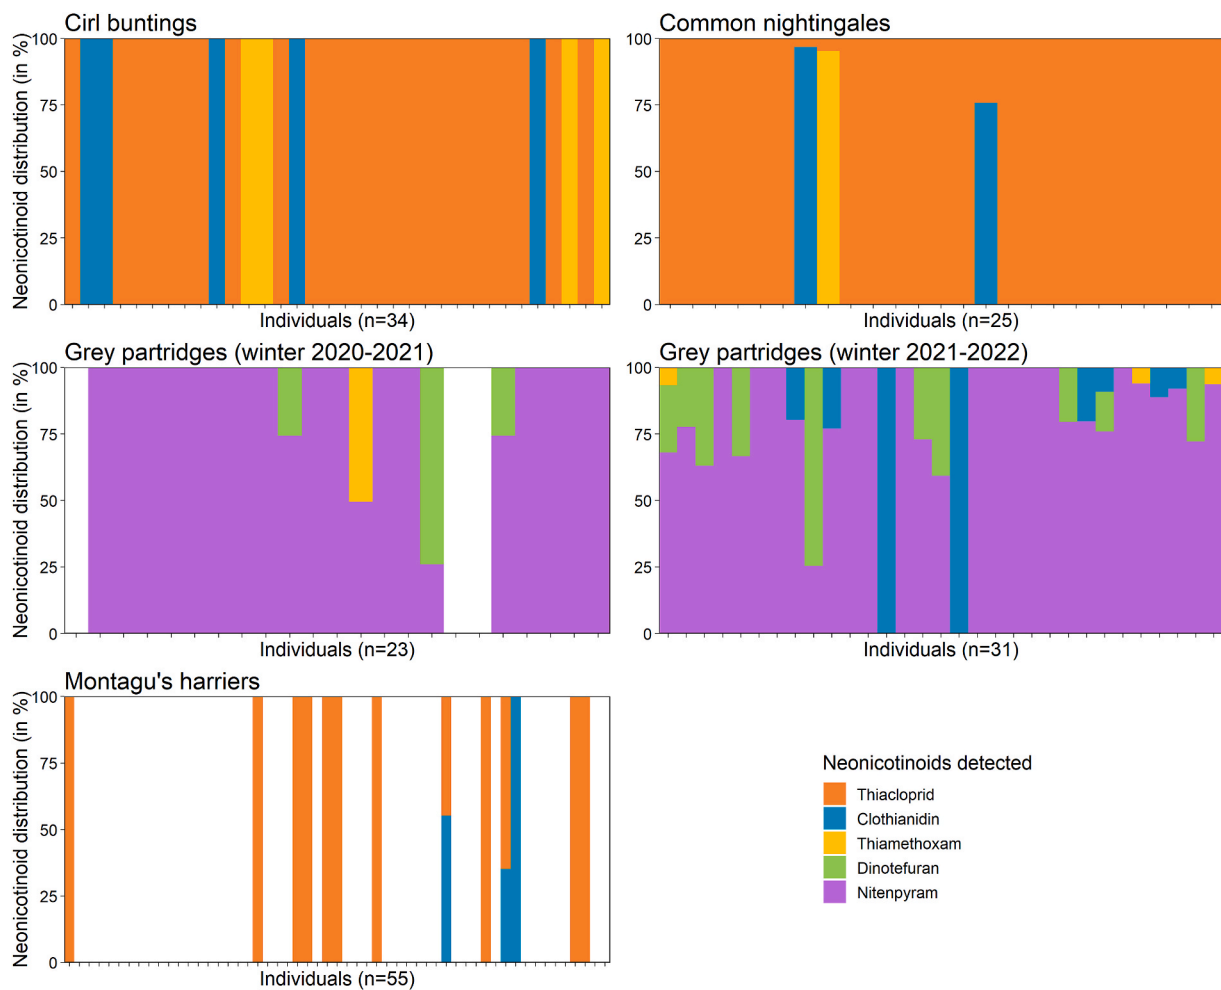 Cirl buntings
Common nightingales
Neonicotinoid distribution (in %)
100
75
50
25
0
Individuals (n=34)
100
75
50
25
0
Individuals (n=25)
Grey partridges (winter 2020-2021)
Grey partridges (winter 2021-2022)
Neonicotinoid distribution (in %)
100
75
50
25
0
Individuals (n=23)
100
75
50
25
0
Individuals (n=31)
Montagu's harriers
Neonicotinoid distribution (in %)
100
75
50
25
0
Individuals (n=55)
Neonicotinoids detected
Thiacloprid
Clothianidin
Thiamethoxam
Dinotefuran
Nitenpyram